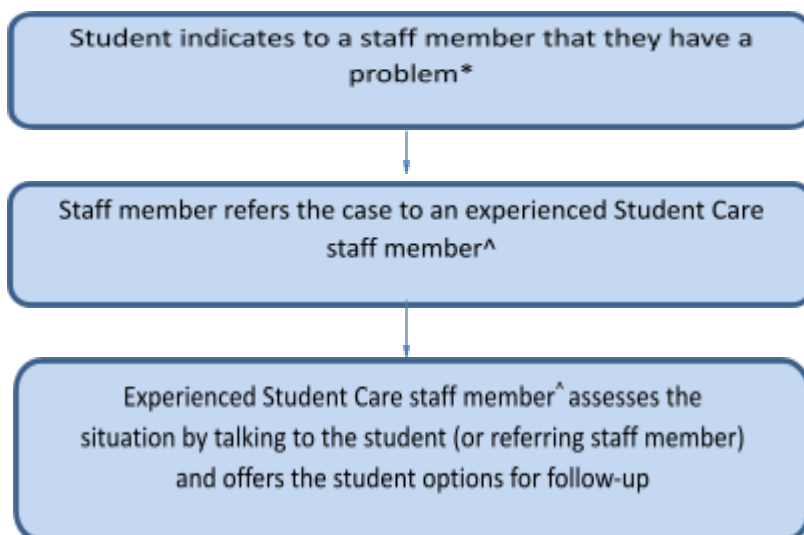 Student indicates to a staff member that they have a
problem*
Staff member refers the case to an experienced Student Care
staff member^
Experienced Student Care staff member^ assesses the
situation by talking to the student (or referring staff member)
and offers the student options for follow-up